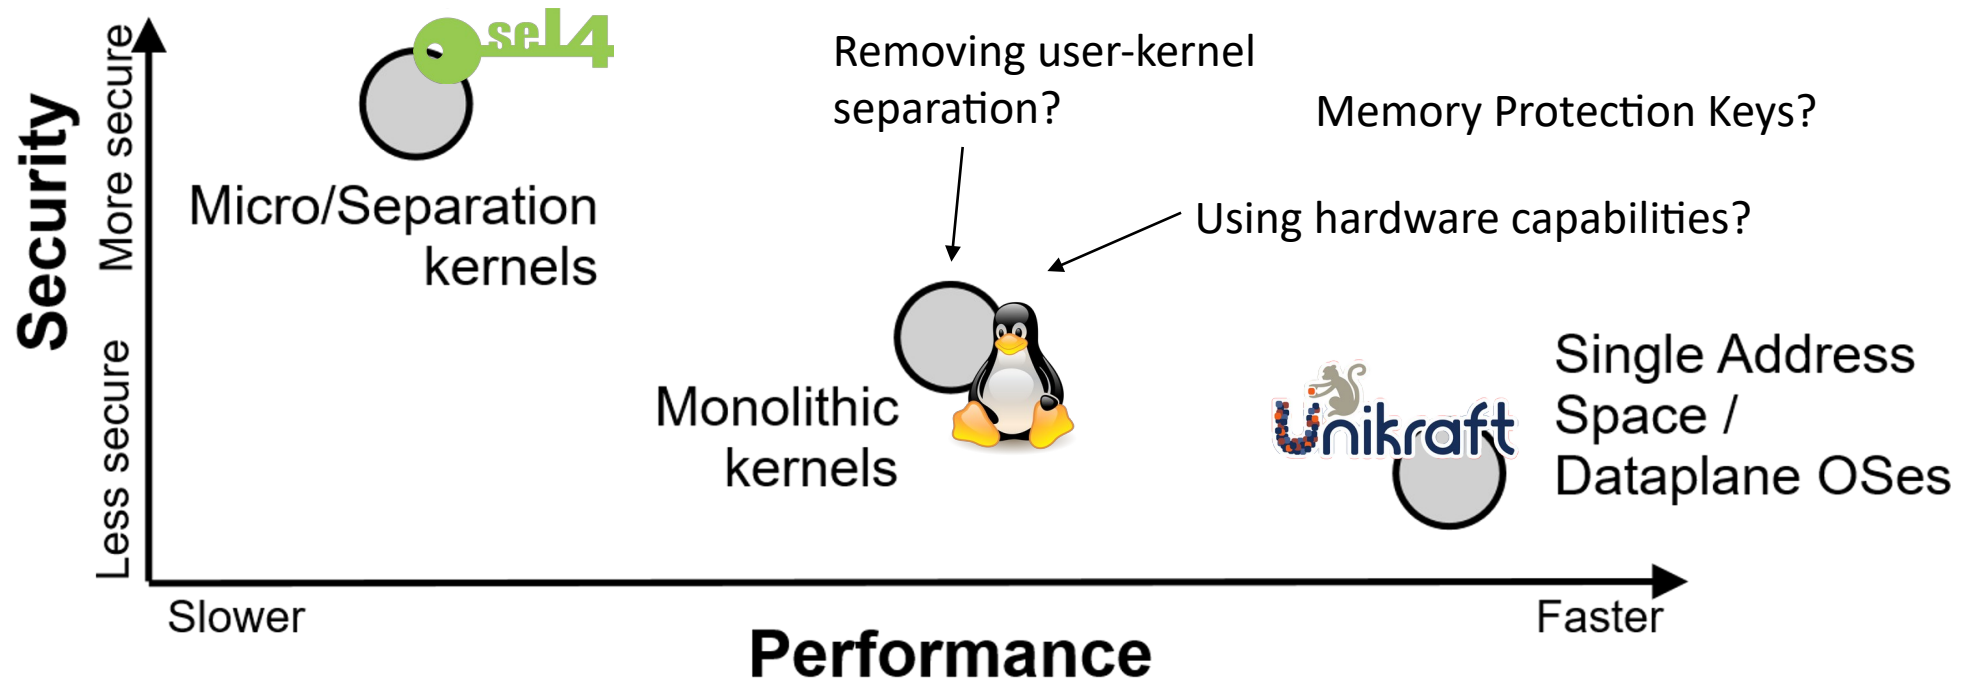 Security
More secure
Less secure
seL4
Micro/Separation
kernels
Removing user-kernel
separation?
Memory Protection Keys?
Using hardware capabilities?
Monolithic
kernels
Unikraft
Single Address
Space /
Dataplane OSes
Slower
Faster
Performance